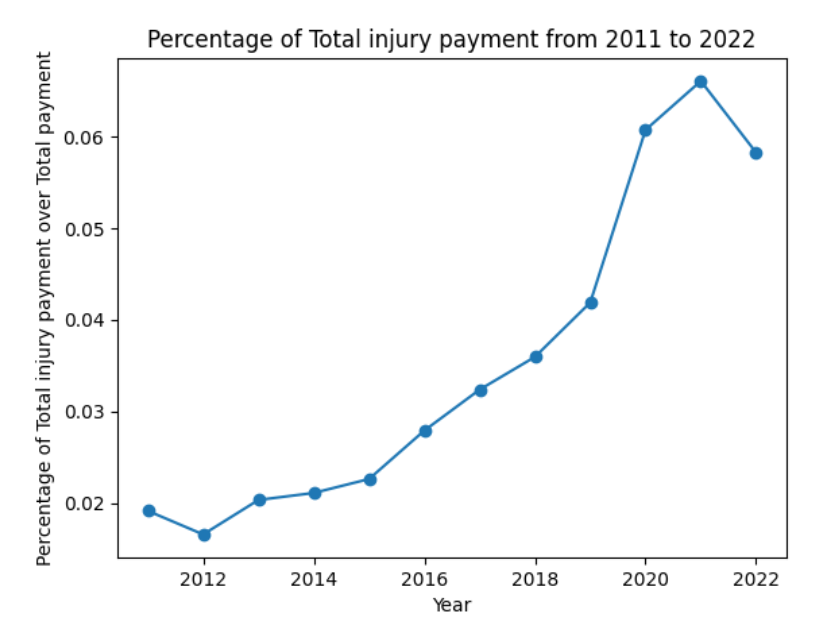 Percentage of Total injury payment from 2011 to 2022
Percentage of Total injury payment over Total payment
0.06
0.05
0.04
0.03
0.02
2012 2014 2016 2018 2020 2022
Year